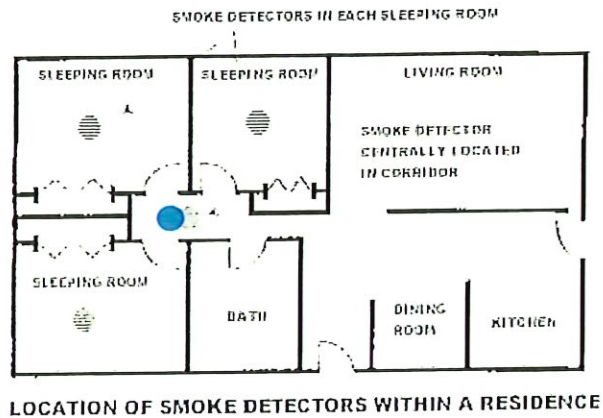 SMOKE DETECTORS IN EACH SLEEPING ROOM
SLEEPING ROOM
SLEEPING ROOM
LIVING ROOM
SMOKE DETECTOR
CENTRALLY LOCATED
IN CORRIDOR
SLEEPING ROOM
BATH
DINING
ROOM
KITCHEN
LOCATION OF SMOKE DETECTORS WITHIN A RESIDENCE